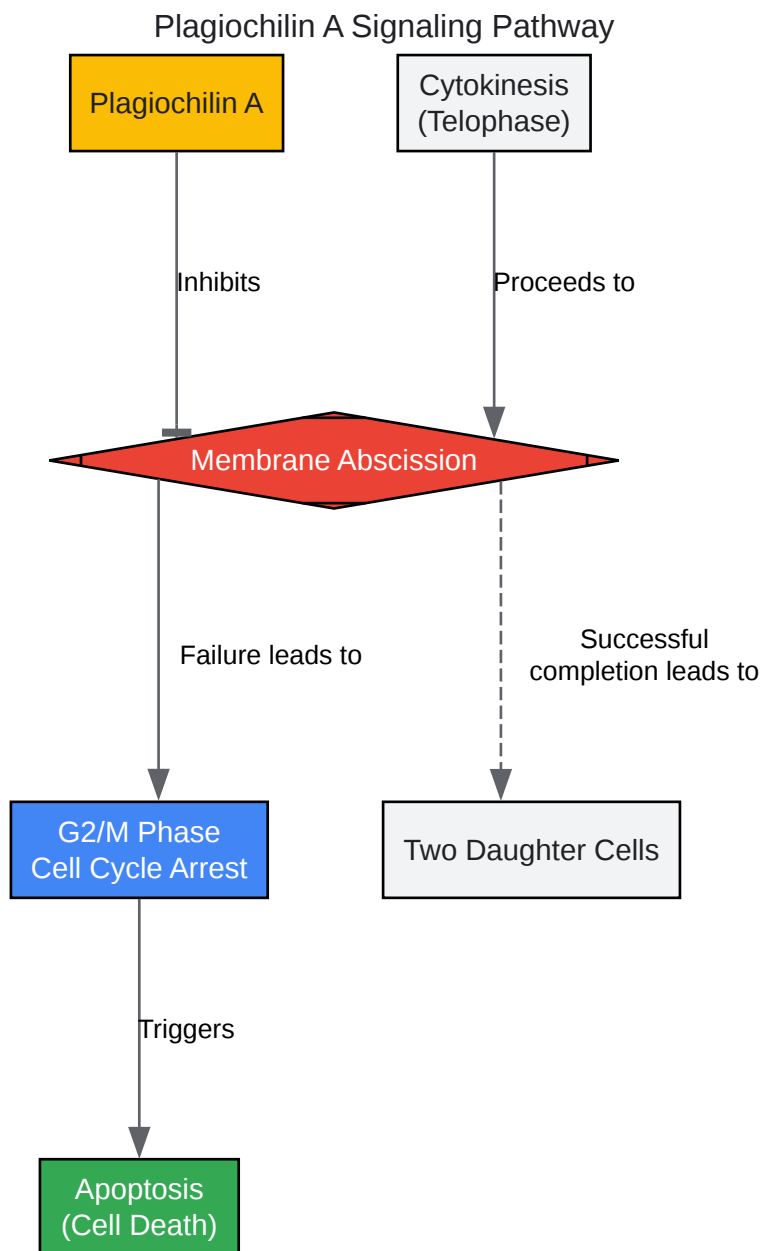 Plagiochilin A Signaling Pathway
Plagiochilin A
Cytokinesis
(Telophase)
Inhibits
Proceeds to
Membrane Abscission
Failure leads to
Successful
completion leads to
G2/M Phase
Cell Cycle Arrest
Two Daughter Cells
Triggers
Apoptosis
(Cell Death)